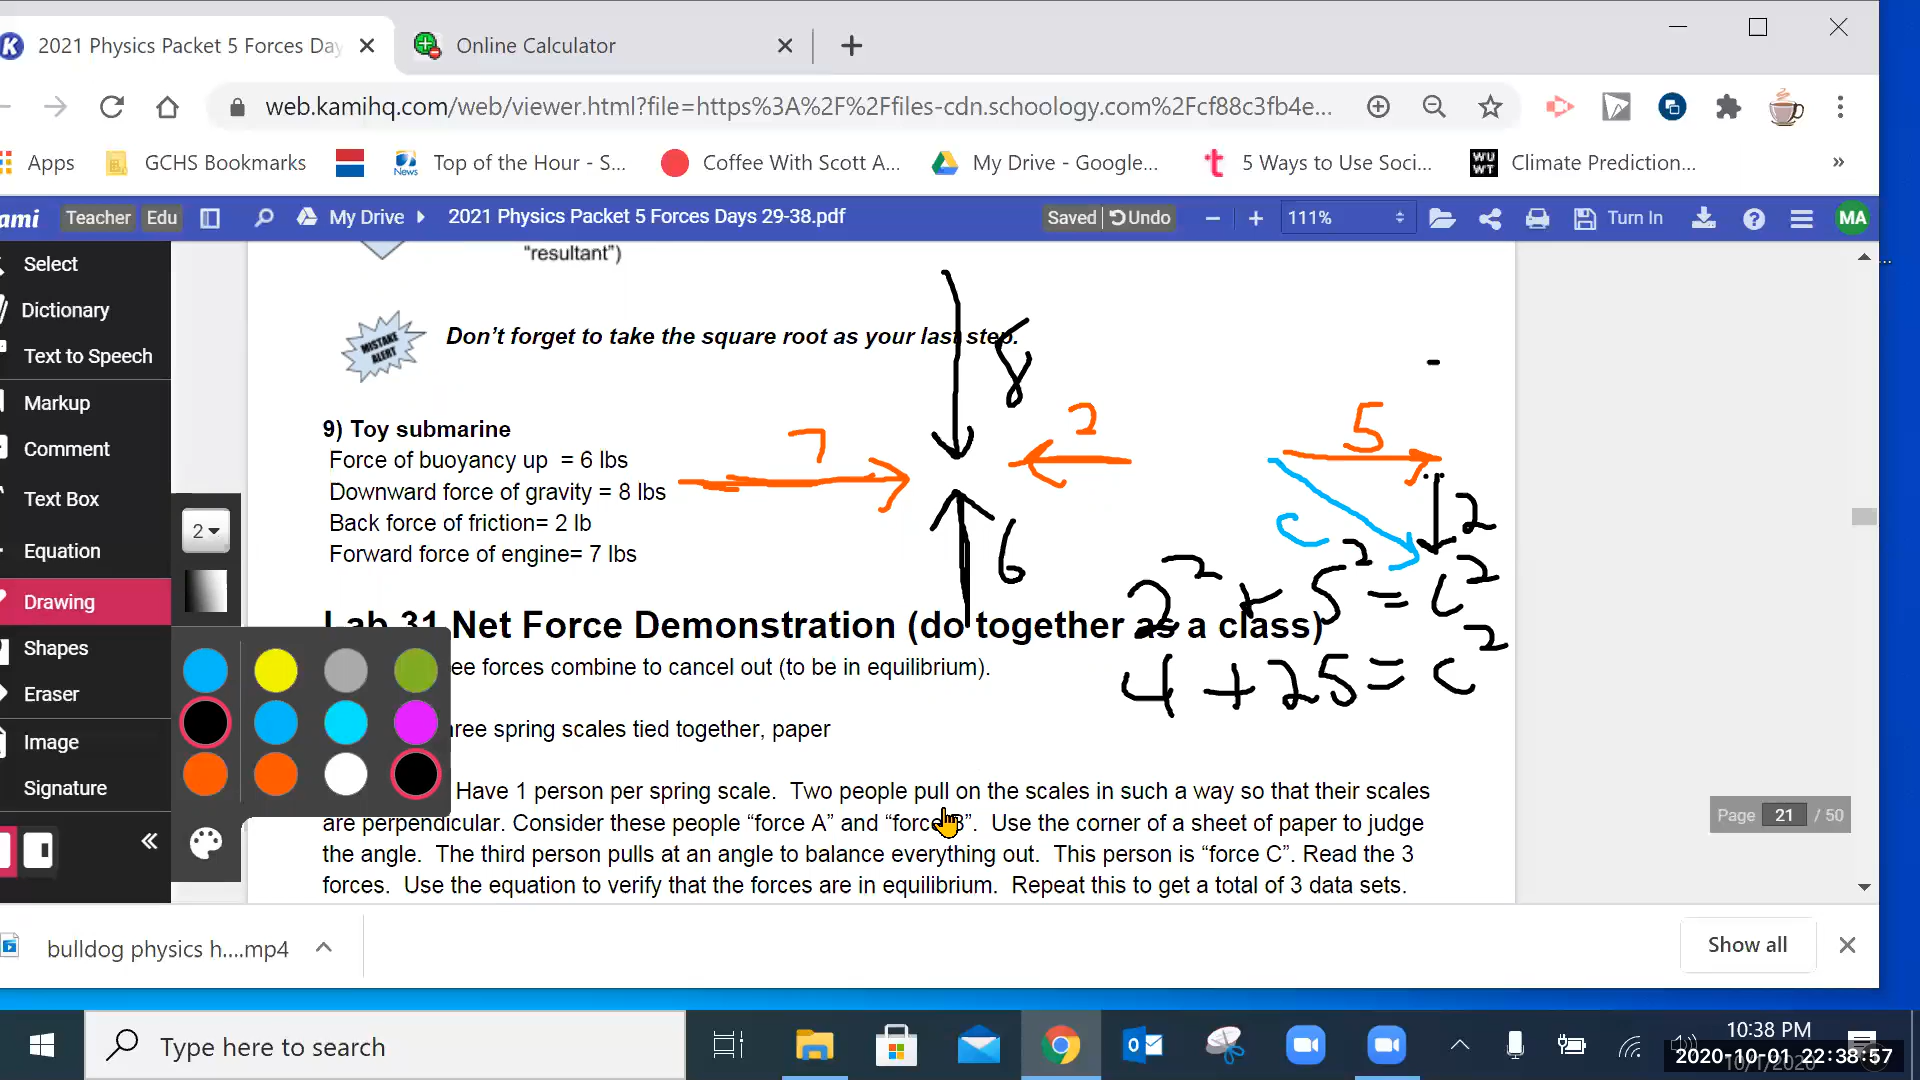 2021 Physics Packet 5 Forces Day
Online Calculator
web.kamihq.com/web/viewer.html?file=https%3A%2F%2Ffiles-cdn.schoology.com%2Fcf88c3fb4e...
Apps
GCHS Bookmarks
News
Top of the Hour - S...
Coffee With Scott A...
My Drive - Google...
t
5 Ways to Use Soci...
WU WT
Climate Prediction...
»
ami
Teacher
Edu
My Drive
2021 Physics Packet 5 Forces Days 29-38.pdf
Saved
Undo
111%
Turn In
MA
Select
Dictionary
Text to Speech
Markup
Comment
Text Box
Equation
Drawing
Shapes
Eraser
Image
Signature
2
“resultant”)
MISTAKE ALERT
Don’t forget to take the square root as your last step.
9) Toy submarine
Force of buoyancy up = 6 lbs
Downward force of gravity = 8 lbs
Back force of friction= 2 lb
Forward force of engine= 7 lbs
8
7
2
6
5
2
C
2² + 5² = c²
4 + 25 = c²
Lab 31 Net Force Demonstration (do together as a class)
ee forces combine to cancel out (to be in equilibrium).
hree spring scales tied together, paper
Have 1 person per spring scale. Two people pull on the scales in such a way so that their scales
are perpendicular. Consider these people “force A” and “force B”. Use the corner of a sheet of paper to judge
the angle. The third person pulls at an angle to balance everything out. This person is “force C”. Read the 3
forces. Use the equation to verify that the forces are in equilibrium. Repeat this to get a total of 3 data sets.
Page 21 / 50
bulldog physics h....mp4
Show all
Type here to search
10:38 PM
10/1/2020
2020-10-01 22:38:57